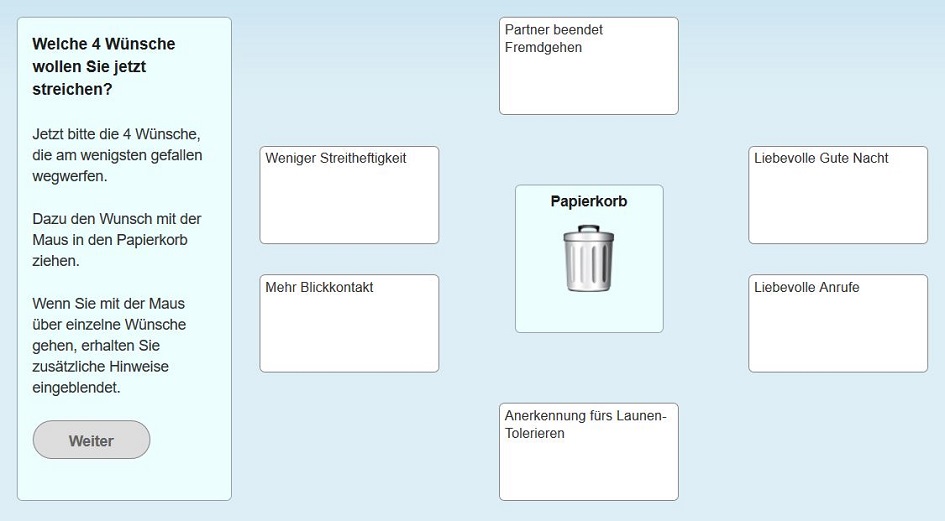 Welche 4 Wünsche
wollen Sie jetzt
streichen?
Jetzt bitte die 4 Wünsche,
die am wenigsten gefallen
wegwerfen.
Dazu den Wunsch mit der
Maus in den Papierkorb
ziehen.
Wenn Sie mit der Maus
über einzelne Wünsche
gehen, erhalten Sie
zusätzliche Hinweise
eingeblendet.
Weiter
Partner beendet
Fremdgehen
Weniger Streitheftigkeit
Liebevolle Gute Nacht
Papierkorb
Mehr Blickkontakt
Liebevolle Anrufe
Anerkennung fürs Launen-
Tolerieren